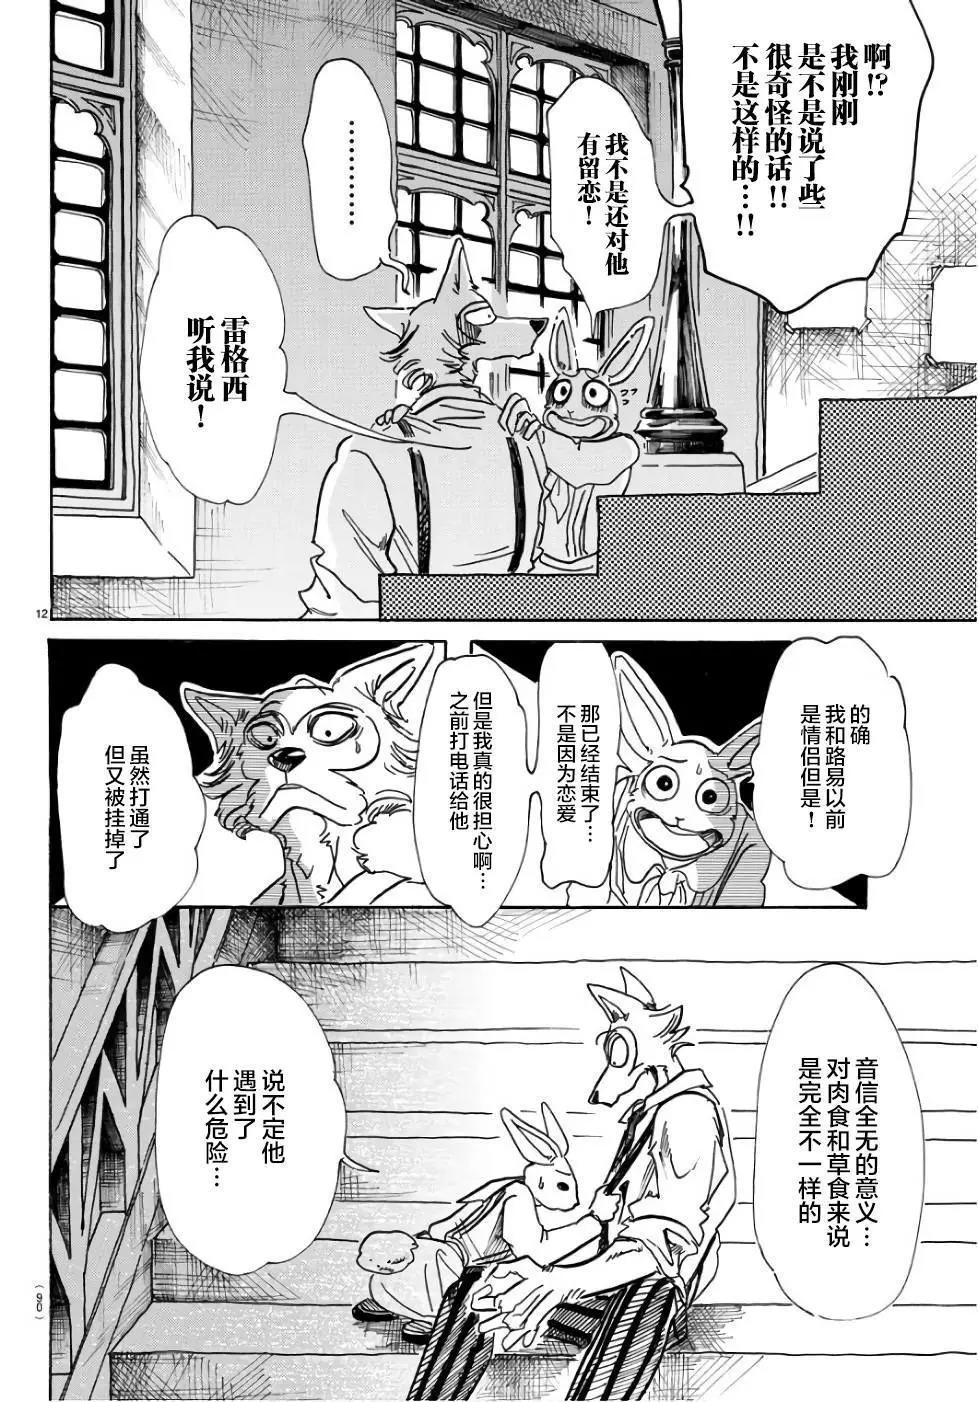 啊!?
我刚刚
是不是说了些
很奇怪的话!!
不是这样的…!!
我不是还对他
有留恋!
…………
雷格西
听我说!
12
的确
我和路易以前
是情侣但是!
那已经结束了…
不是因为恋爱
但是我真的很担心啊…
之前打电话给他
虽然打通了
但又被挂掉了
音信全无的意义…
对肉食和草食来说
是完全不一样的
说不定他
遇到了
什么危险…
(90)